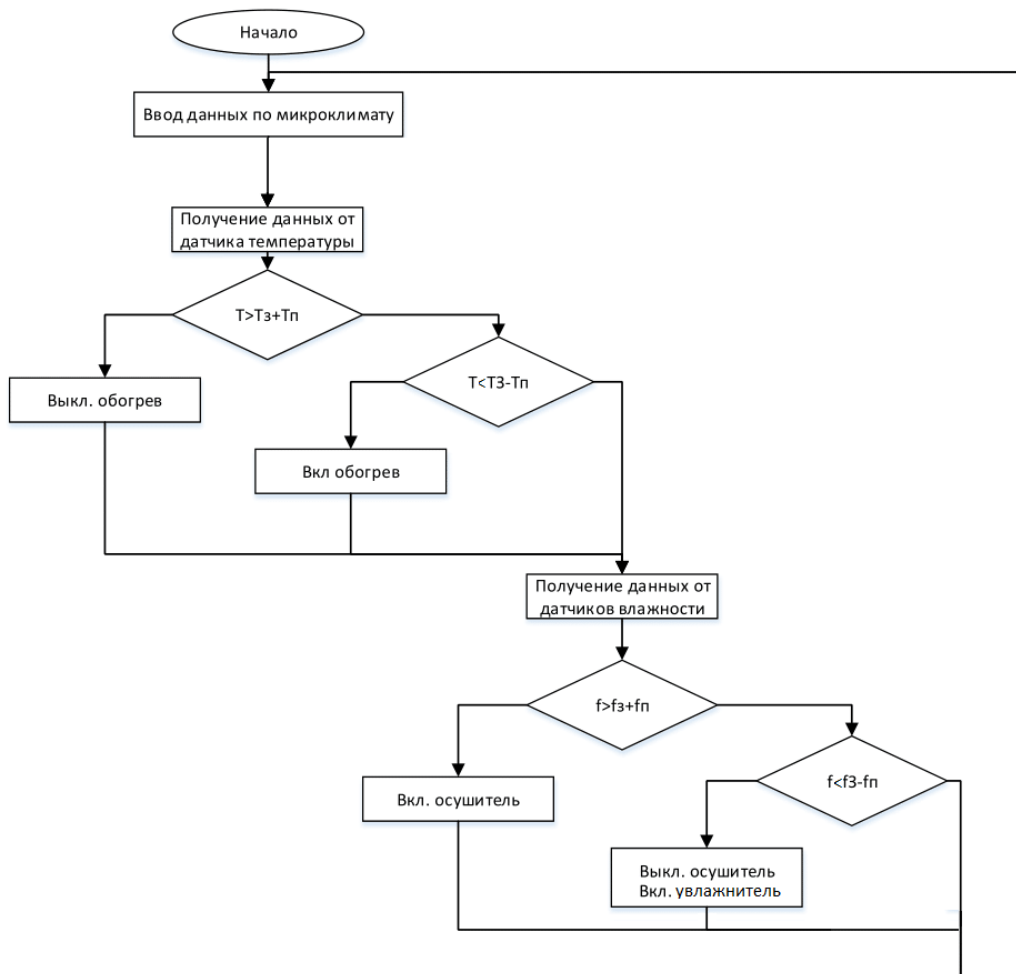 Начало
Ввод данных по микроклимату
Получение данных от
датчика температуры
T>Tз+Tп
T<TЗ-Tп
Выкл. обогрев
Вкл обогрев
Получение данных от
датчиков влажности
f>fз+fп
f<fЗ-fп
Вкл. осушитель
Выкл. осушитель
Вкл. увлажнитель